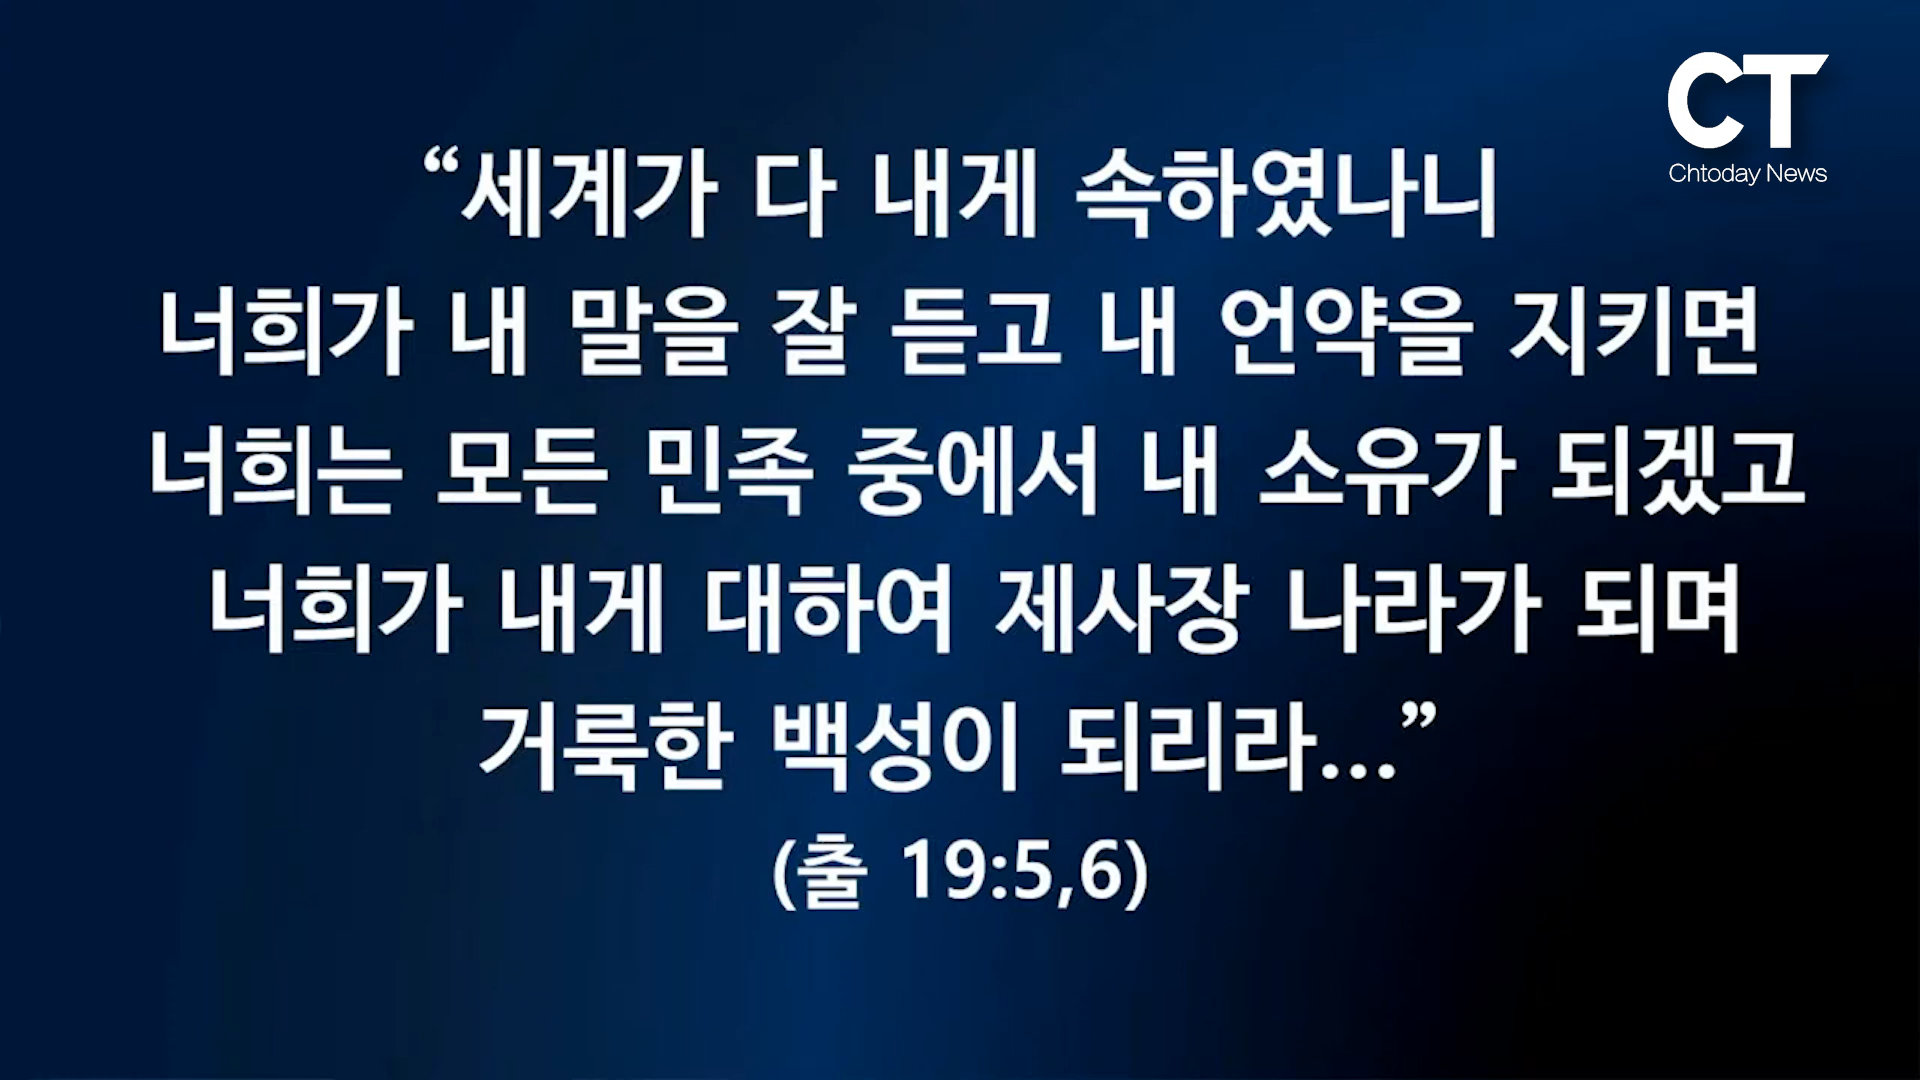 CT
Chtoday News
“세계가 다 내게 속하였나니
너희가 내 말을 잘 듣고 내 언약을 지키면
너희는 모든 민족 중에서 내 소유가 되겠고
너희가 내게 대하여 제사장 나라가 되며
거룩한 백성이 되리라...”
(출 19:5,6)